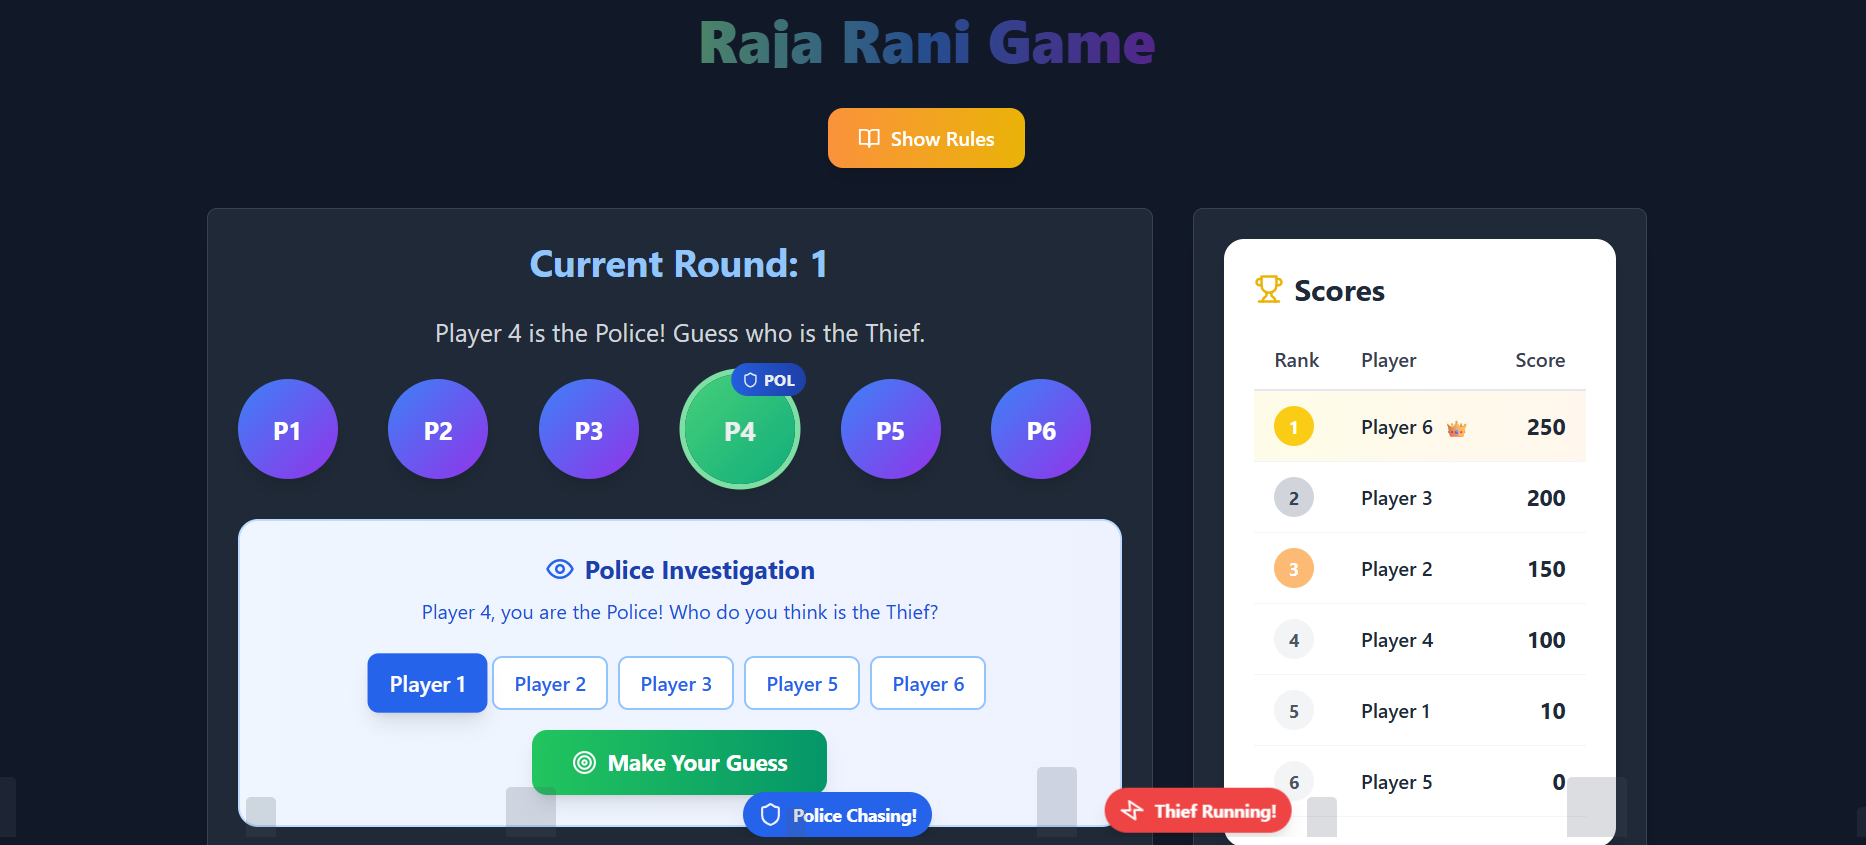 Raja Rani Game
Show Rules
Current Round: 1
Player 4 is the Police! Guess who is the Thief.
POL
P1 P2 P3 P4 P5 P6
Police Investigation
Player 4, you are the Police! Who do you think is the Thief?
Player 1 Player 2 Player 3 Player 5 Player 6
Make Your Guess
Police Chasing!
Thief Running!
Scores
Rank Player Score
1 Player 6 250
2 Player 3 200
3 Player 2 150
4 Player 4 100
5 Player 1 10
6 Player 5 0